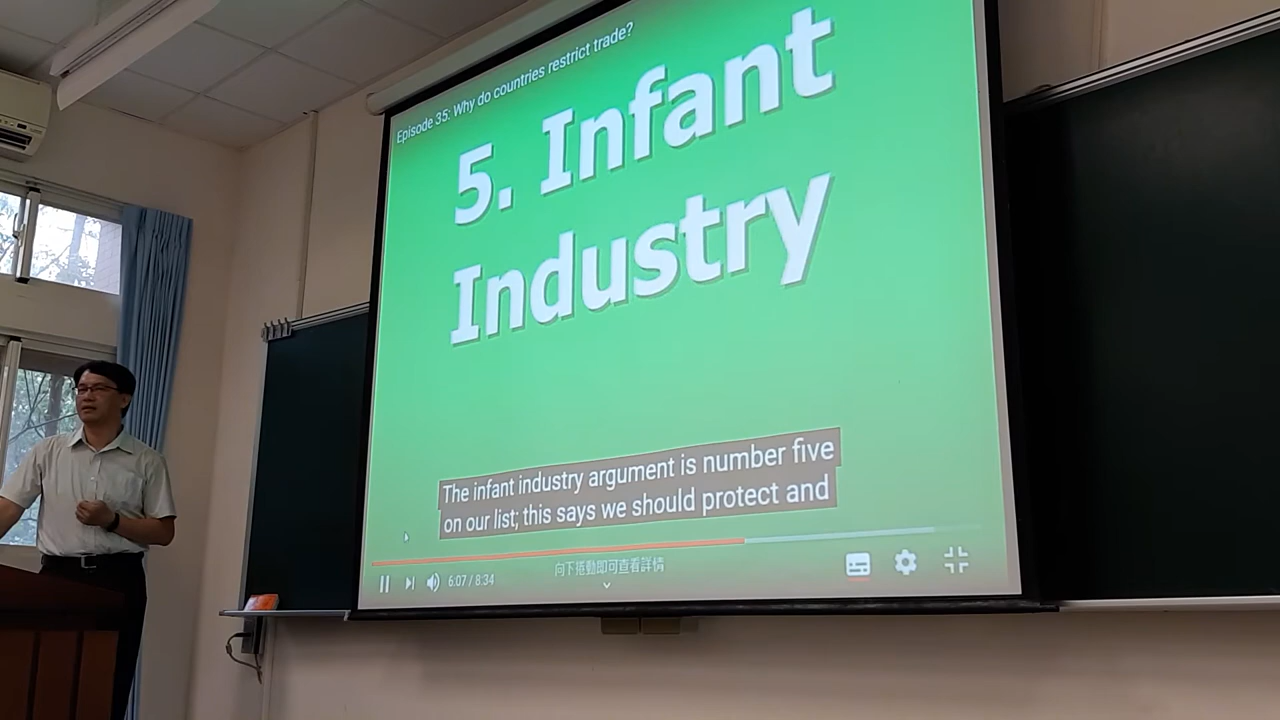 Episode 35: Why do countries restrict trade?
5. Infant
Industry
The infant industry argument is number five
on our list; this says we should protect and
6:07 / 8:34
向下捲動即可查看詳情